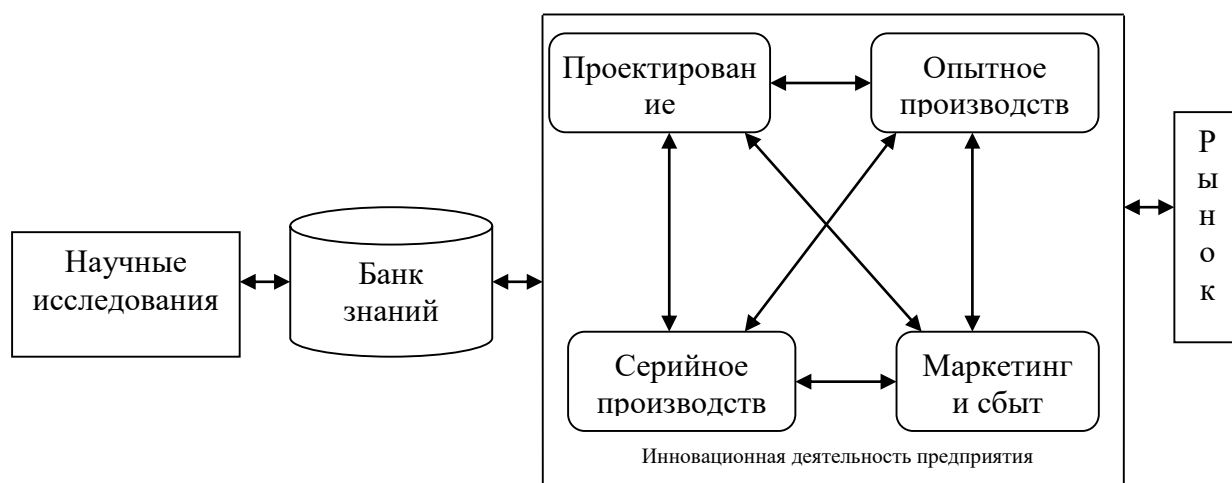 Проектирован
ие
Опытное
производств
Научные
исследования
Банк
знаний
Серийное
производств
Маркетинг
и сбыт
Инновационная деятельность предприятия
Р
ы
н
о
к